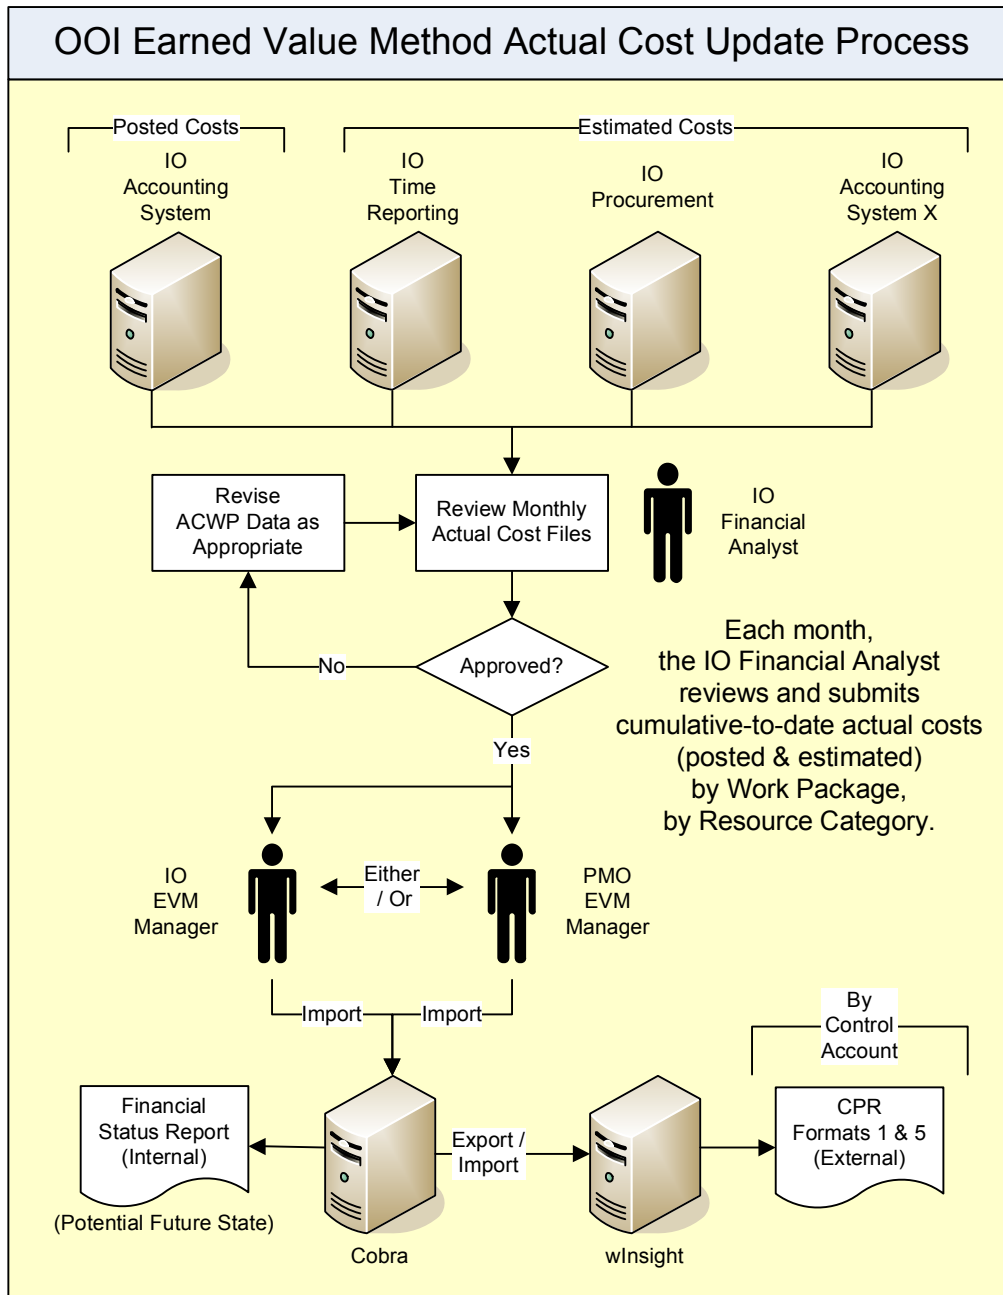 OOI Earned Value Method Actual Cost Update Process
Posted Costs
Estimated Costs
IO
Accounting
System
IO
Time
Reporting
IO
Procurement
IO
Accounting
System X
Revise
ACWP Data as
Appropriate
Review Monthly
Actual Cost Files
IO
Financial
Analyst
No
Approved?
Each month,
the IO Financial Analyst
reviews and submits
cumulative-to-date actual costs
(posted & estimated)
by Work Package,
by Resource Category.
Yes
IO
EVM
Manager
Either
/ Or
PMO
EVM
Manager
Import
Import
By
Control
Account
Financial
Status Report
(Internal)
(Potential Future State)
Export /
Import
CPR
Formats 1 & 5
(External)
Cobra
wInsight